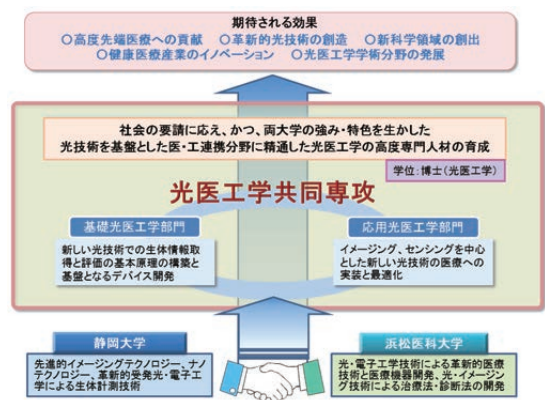 期待される効果
○高度先端医療への貢献　○革新的光技術の創造　○新科学領域の創出
○健康医療産業のイノベーション　○光医工学学術分野の発展
社会の要請に応え、かつ、両大学の強み・特色を生かした
光技術を基盤とした医・工連携分野に精通した光医工学の高度専門人材の育成
学位:博士(光医工学)
光医工学共同専攻
基礎光医工学部門
新しい光技術での生体情報取
得と評価の基本原理の構築と
基盤となるデバイス開発
応用光医工学部門
イメージング、センシングを中心
とした新しい光技術の医療への
実装と最適化
静岡大学
先進的イメージングテクノロジー、ナノ
テクノロジー、革新的受発光・電子工
学による生体計測技術
浜松医科大学
光・電子工学技術による革新的医療
技術と医療機器開発、光・イメージ
ング技術による治療法・診断法の開発